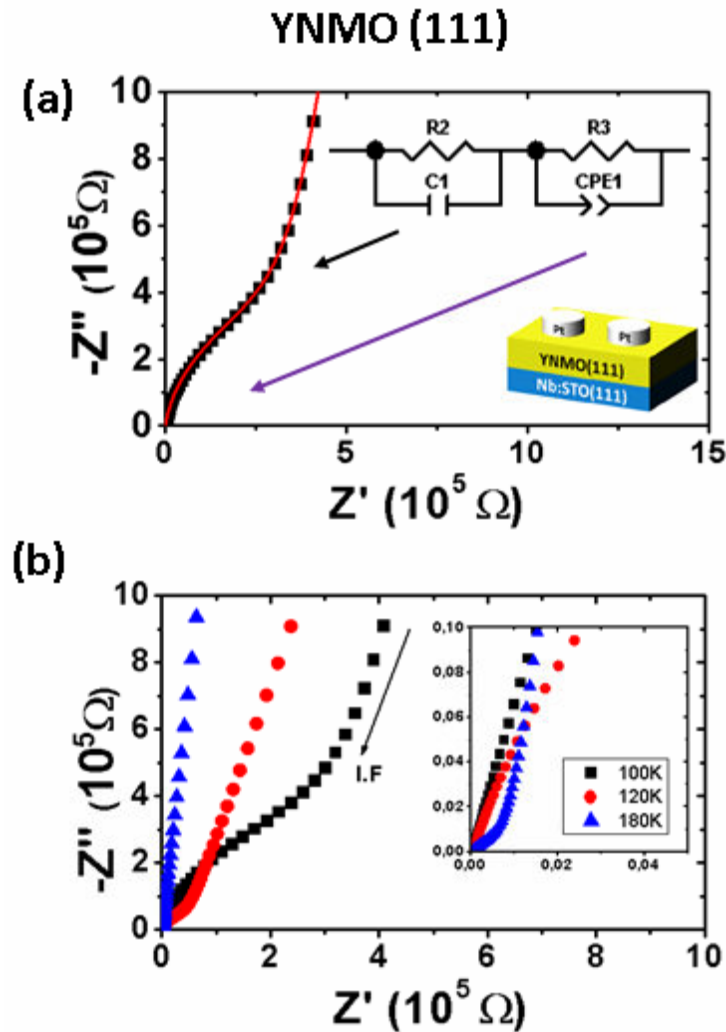 YNMO (111)
(a)
10
8
6
4
2
0
-Z'' (10⁵Ω)
R2
C1
R3
CPE1
Pt
Pt
YNMO(111)
Nb:STO(111)
5
10
15
Z' (10⁵ Ω)
(b)
10
8
6
4
2
0
-Z'' (10⁵Ω)
I.F
0,10
0,08
0,06
0,04
0,02
0,00
0,00
0,02
0,04
100K
120K
180K
0
2
4
6
8
10
Z' (10⁵ Ω)